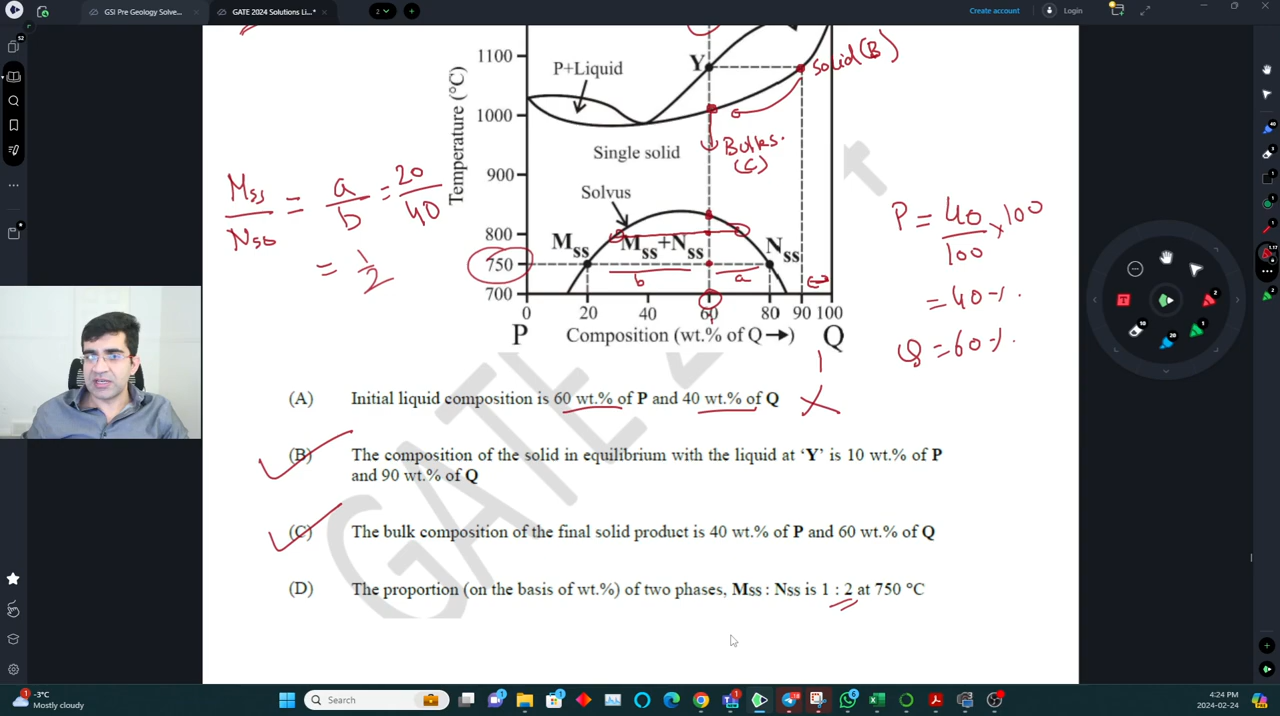 GSI Pre Geology Solve...
GATE 2024 Solutions Li...*
2
Create account
Login
52
1100
1000
900
800
750
700
Temperature (°C)
P+Liquid
Y
Solid (B)
Single solid
Bulk s.
(C)
Solvus
Mss
Mss+Nss
Nss
b
a
0 20 40 60 80 90 100
P Composition (wt.% of Q→) Q
Mss/Nss = a/b = 20/40
= 1/2
P = 40/100 × 100
= 40%.
Q = 60%.
(A) Initial liquid composition is 60 wt.% of P and 40 wt.% of Q
(B) The composition of the solid in equilibrium with the liquid at ‘Y’ is 10 wt.% of P
and 90 wt.% of Q
(C) The bulk composition of the final solid product is 40 wt.% of P and 60 wt.% of Q
(D) The proportion (on the basis of wt.%) of two phases, Mss : Nss is 1 : 2 at 750 °C
GATE 2
-3°C
Mostly cloudy
Search
4:24 PM
2024-02-24